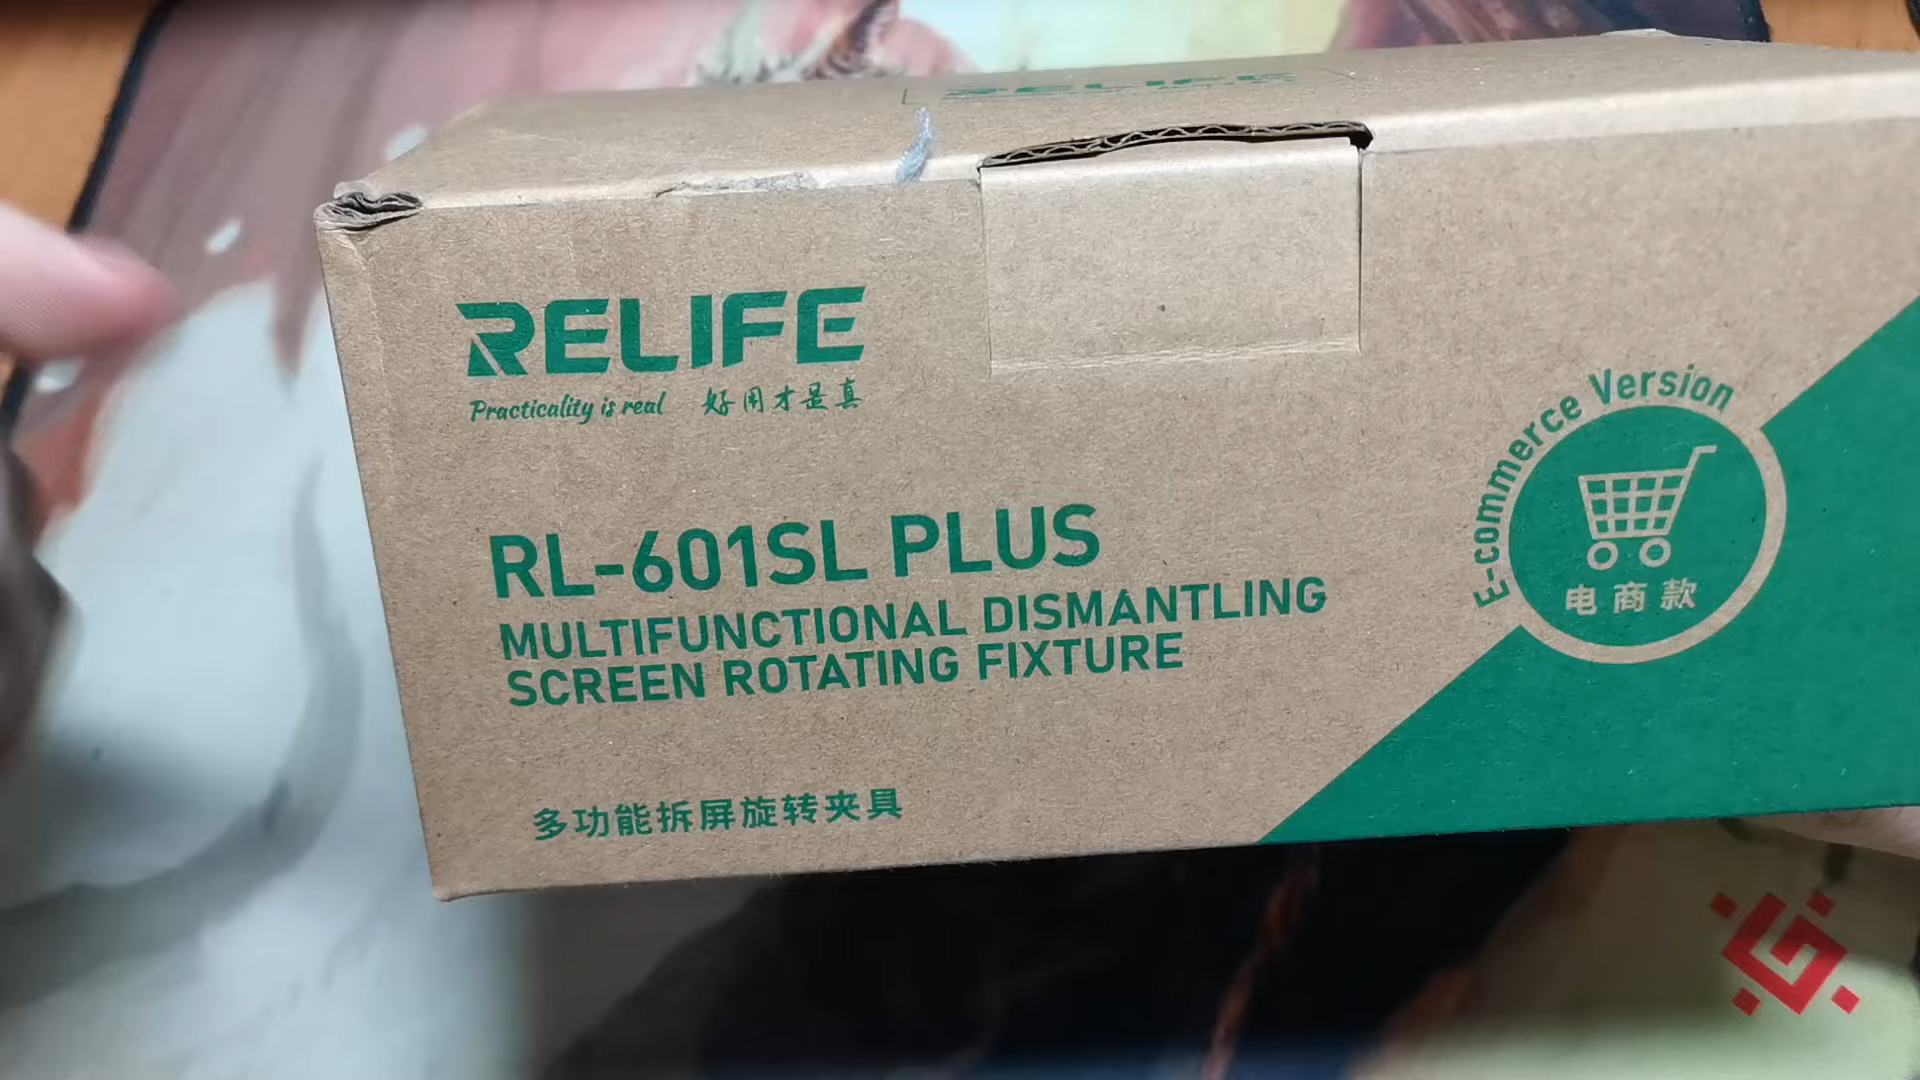 RELIFE
RELIFE
Practicality is real 好用才是真
RL-601SL PLUS
MULTIFUNCTIONAL DISMANTLING
SCREEN ROTATING FIXTURE
多功能拆屏旋转夹具
E-commerce Version
电商款